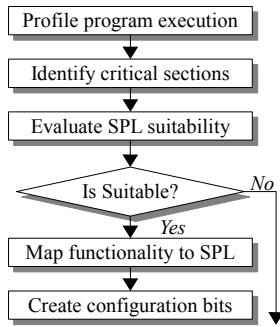 Profile program execution
Identify critical sections
Evaluate SPL suitability
Is Suitable?
No
Yes
Map functionality to SPL
Create configuration bits